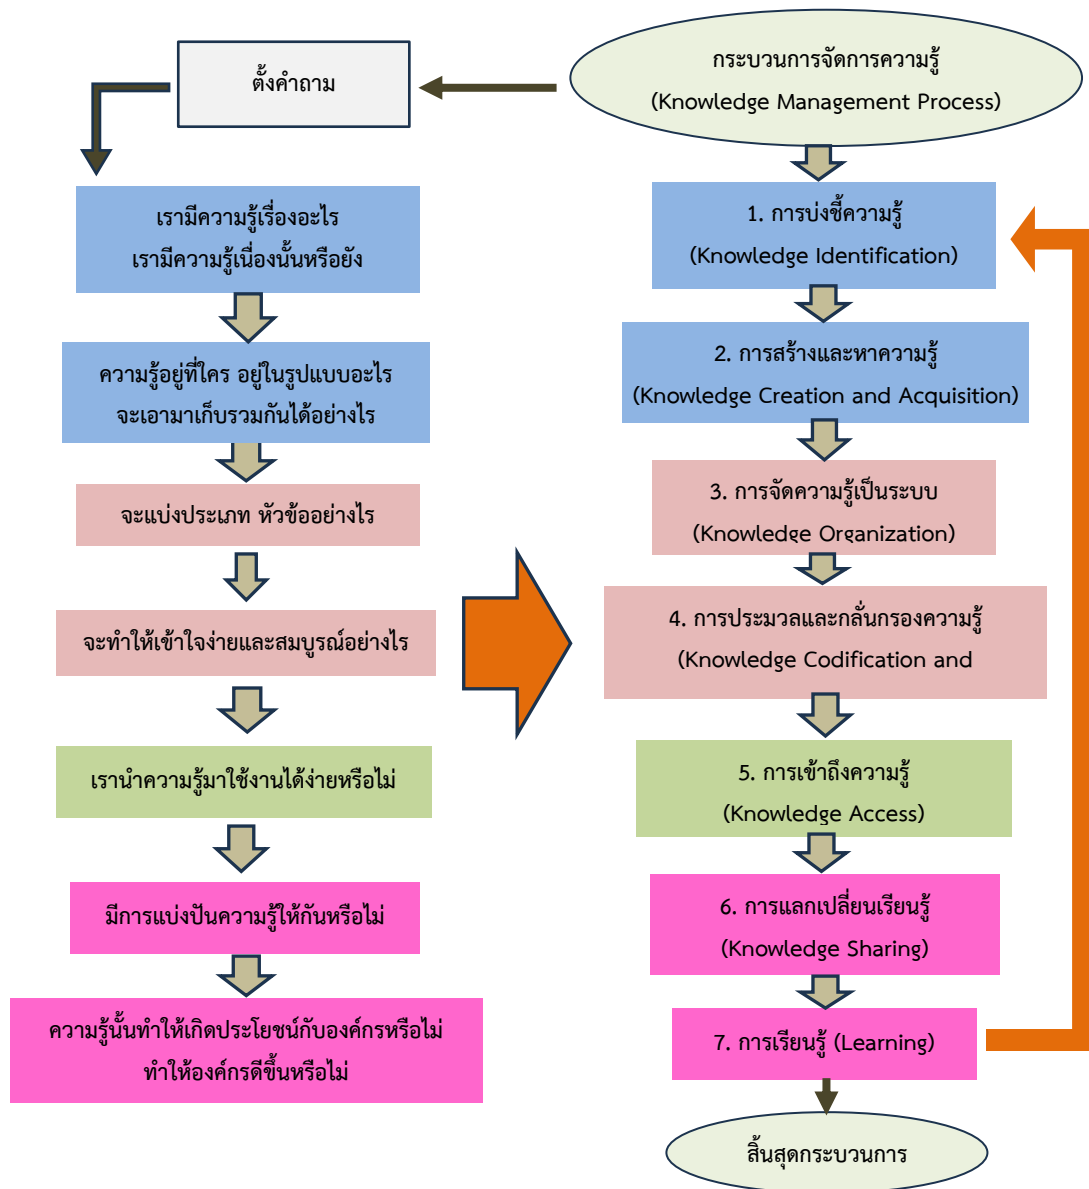 ตั้งคำถาม
เรามีความรู้เรื่องอะไร
เรามีความรู้เนื่องนั้นหรือยัง
ความรู้อยู่ที่ใคร อยู่ในรูปแบบอะไร
จะเอามาเก็บรวมกันได้อย่างไร
จะแบ่งประเภท หัวข้ออย่างไร
จะทำให้เข้าใจง่ายและสมบูรณ์อย่างไร
เรานำความรู้มาใช้งานได้ง่ายหรือไม่
มีการแบ่งปันความรู้ให้กันหรือไม่
ความรู้นั้นทำให้เกิดประโยชน์กับองค์กรหรือไม่
ทำให้องค์กรดีขึ้นหรือไม่
กระบวนการจัดการความรู้
(Knowledge Management Process)
1. การบ่งชี้ความรู้
(Knowledge Identification)
2. การสร้างและหาความรู้
(Knowledge Creation and Acquisition)
3. การจัดความรู้เป็นระบบ
(Knowledge Organization)
4. การประมวลและกลั่นกรองความรู้
(Knowledge Codification and
5. การเข้าถึงความรู้
(Knowledge Access)
6. การแลกเปลี่ยนเรียนรู้
(Knowledge Sharing)
7. การเรียนรู้ (Learning)
สิ้นสุดกระบวนการ